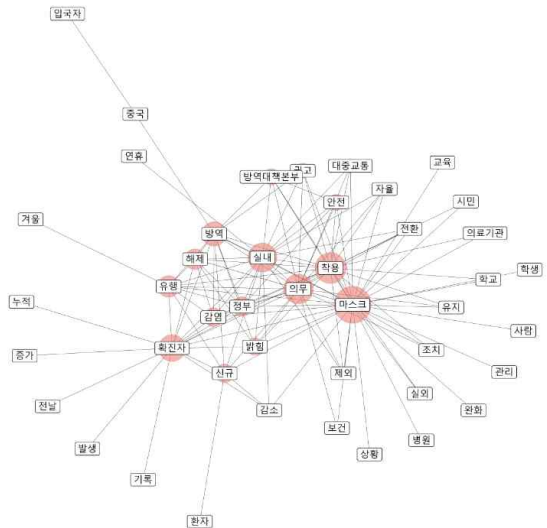 입국자
중국
연휴
방역대책본부
권고
대중교통
교육
자율
안전
시민
겨울
방역
전환
의료기관
해제
실내
착용
학생
유행
의무
학교
누적
정부
마스크
유지
감염
사람
확진자
밝힘
조치
증가
신규
제외
관리
실외
전날
감소
완화
보건
병원
발생
상황
기록
환자